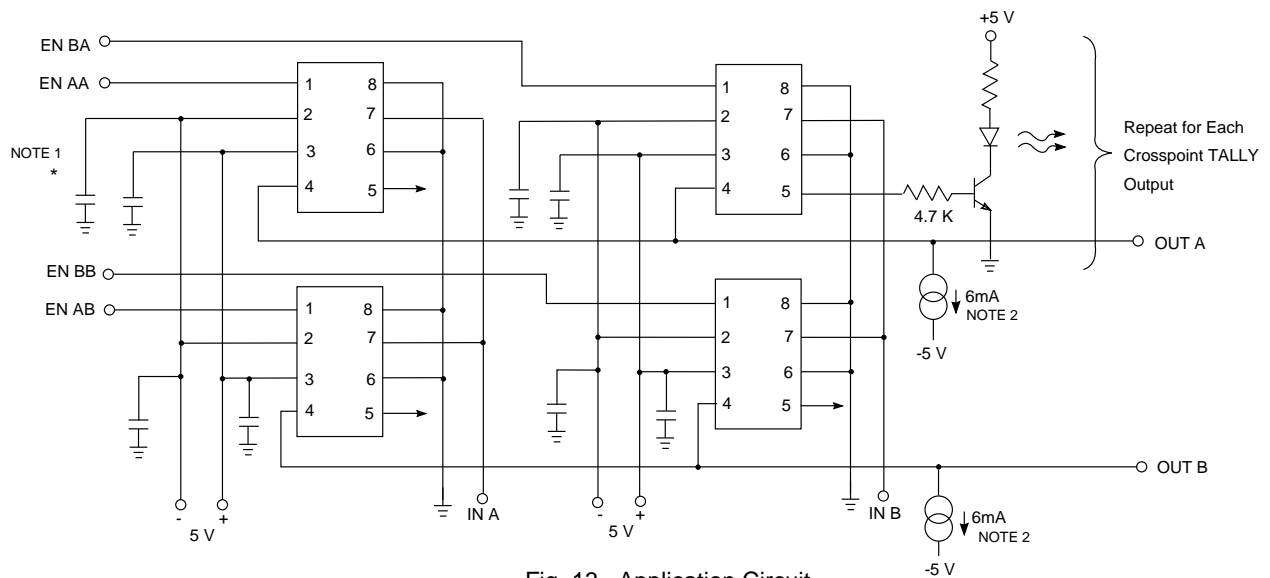 +5 V
EN BA
EN AA
1 8
2 7
3 6
4 5
1 8
2 7
3 6
4 5
NOTE 1
*
4.7 K
Repeat for Each
Crosspoint TALLY
Output
OUT A
EN BB
EN AB
1 8
2 7
3 6
4 5
1 8
2 7
3 6
4 5
6mA
NOTE 2
-5 V
OUT B
- +
5 V
IN A
- +
5 V
IN B
6mA
NOTE 2
-5 V